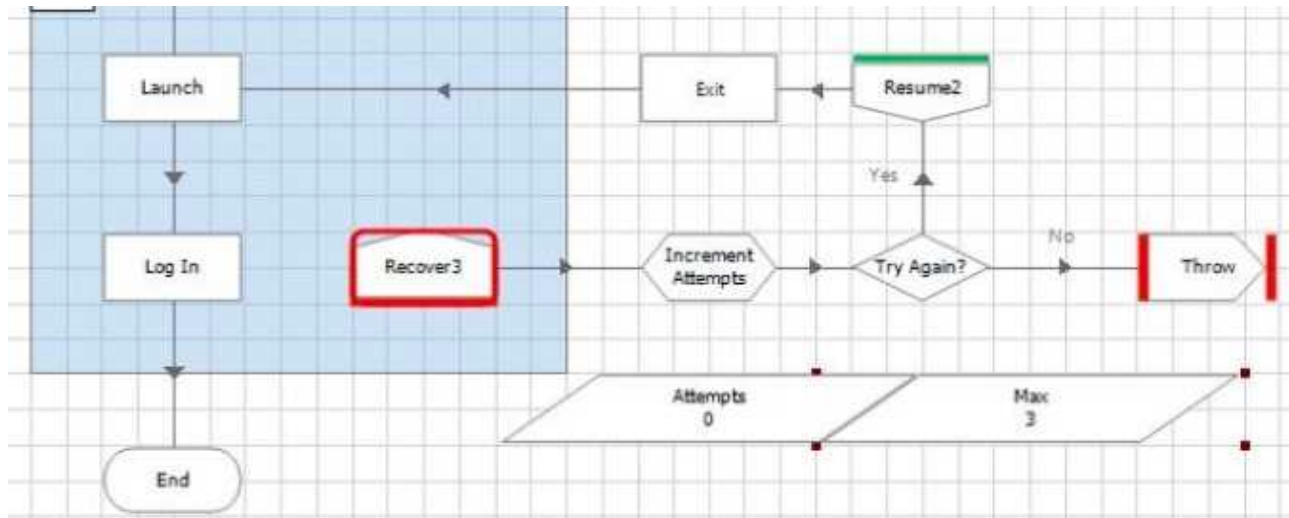 Launch
Exit
Resume2
Yes
Log In
Recover3
Increment
Attempts
Try Again?
No
Throw
Attempts
0
Max
3
End